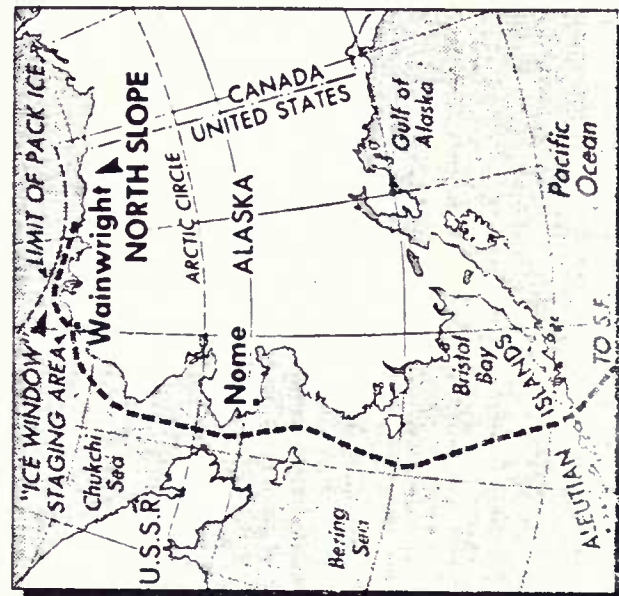 "ICE WINDOW"
STAGING AREA
LIMIT OF PACK ICE
Chukchi
Sea
Wainwright
NORTH SLOPE
U.S.S.R.
ARCTIC CIRCLE
CANADA
UNITED STATES
Nome
ALASKA
Gulf of
Alaska
Bering
Sea
Bristol
Bay
Pacific
Ocean
ALEUTIAN
ISLANDS
TO S.F.